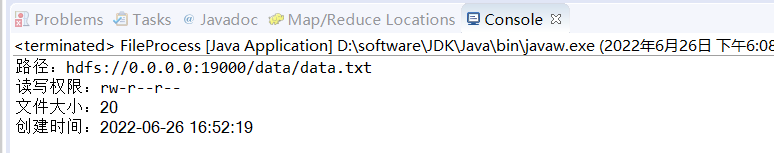 Problems Tasks @ Javadoc Map/Reduce Locations Console
<terminated> FileProcess [Java Application] D:\software\JDK\Java\bin\javaw.exe (2022年6月26日 下午6:08
路径：hdfs://0.0.0.0:19000/data/data.txt
读写权限：rw-r--r--
文件大小：20
创建时间：2022-06-26 16:52:19